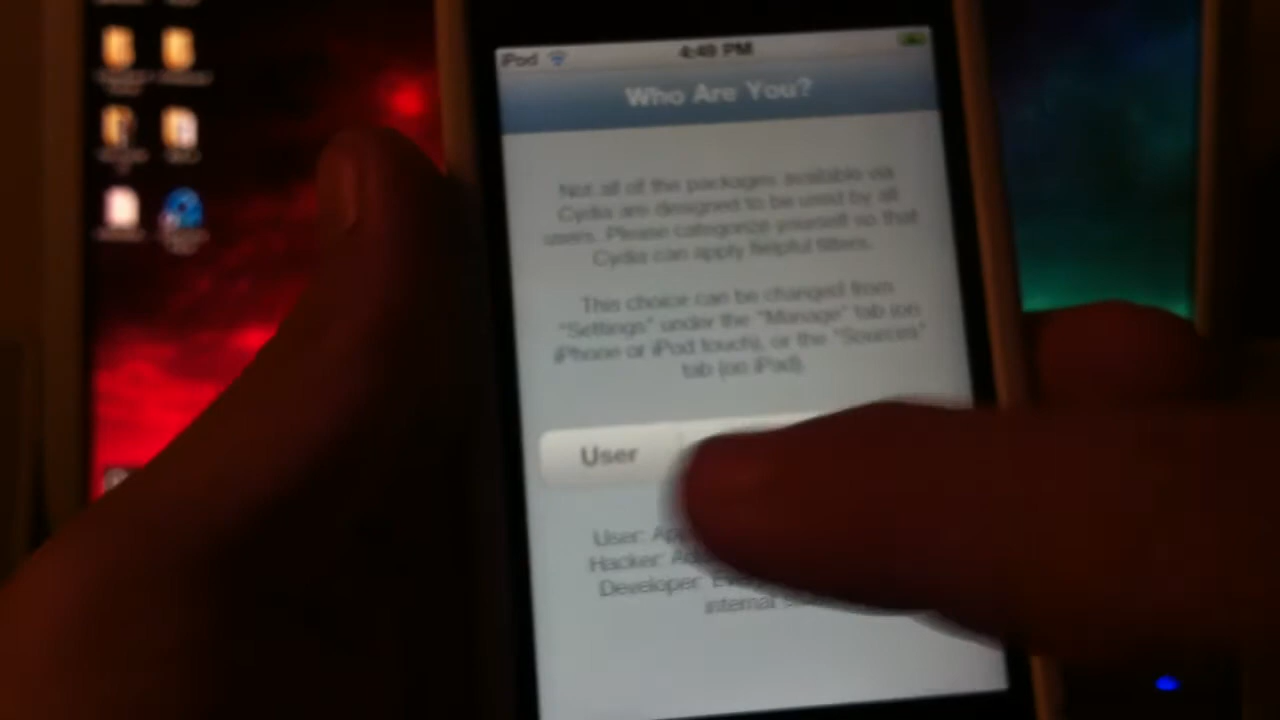 iPod 4:49 PM
Who Are You?
Not all of the packages available via
Cydia are designed to be used by all
users. Please categorize yourself so that
Cydia can apply helpful filters.
This choice can be changed from
"Settings" under the "Manage" tab (on
iPhone or iPod touch), or the "Sources"
tab (on iPad).
User
User:
Hacker:
Developer:
internal